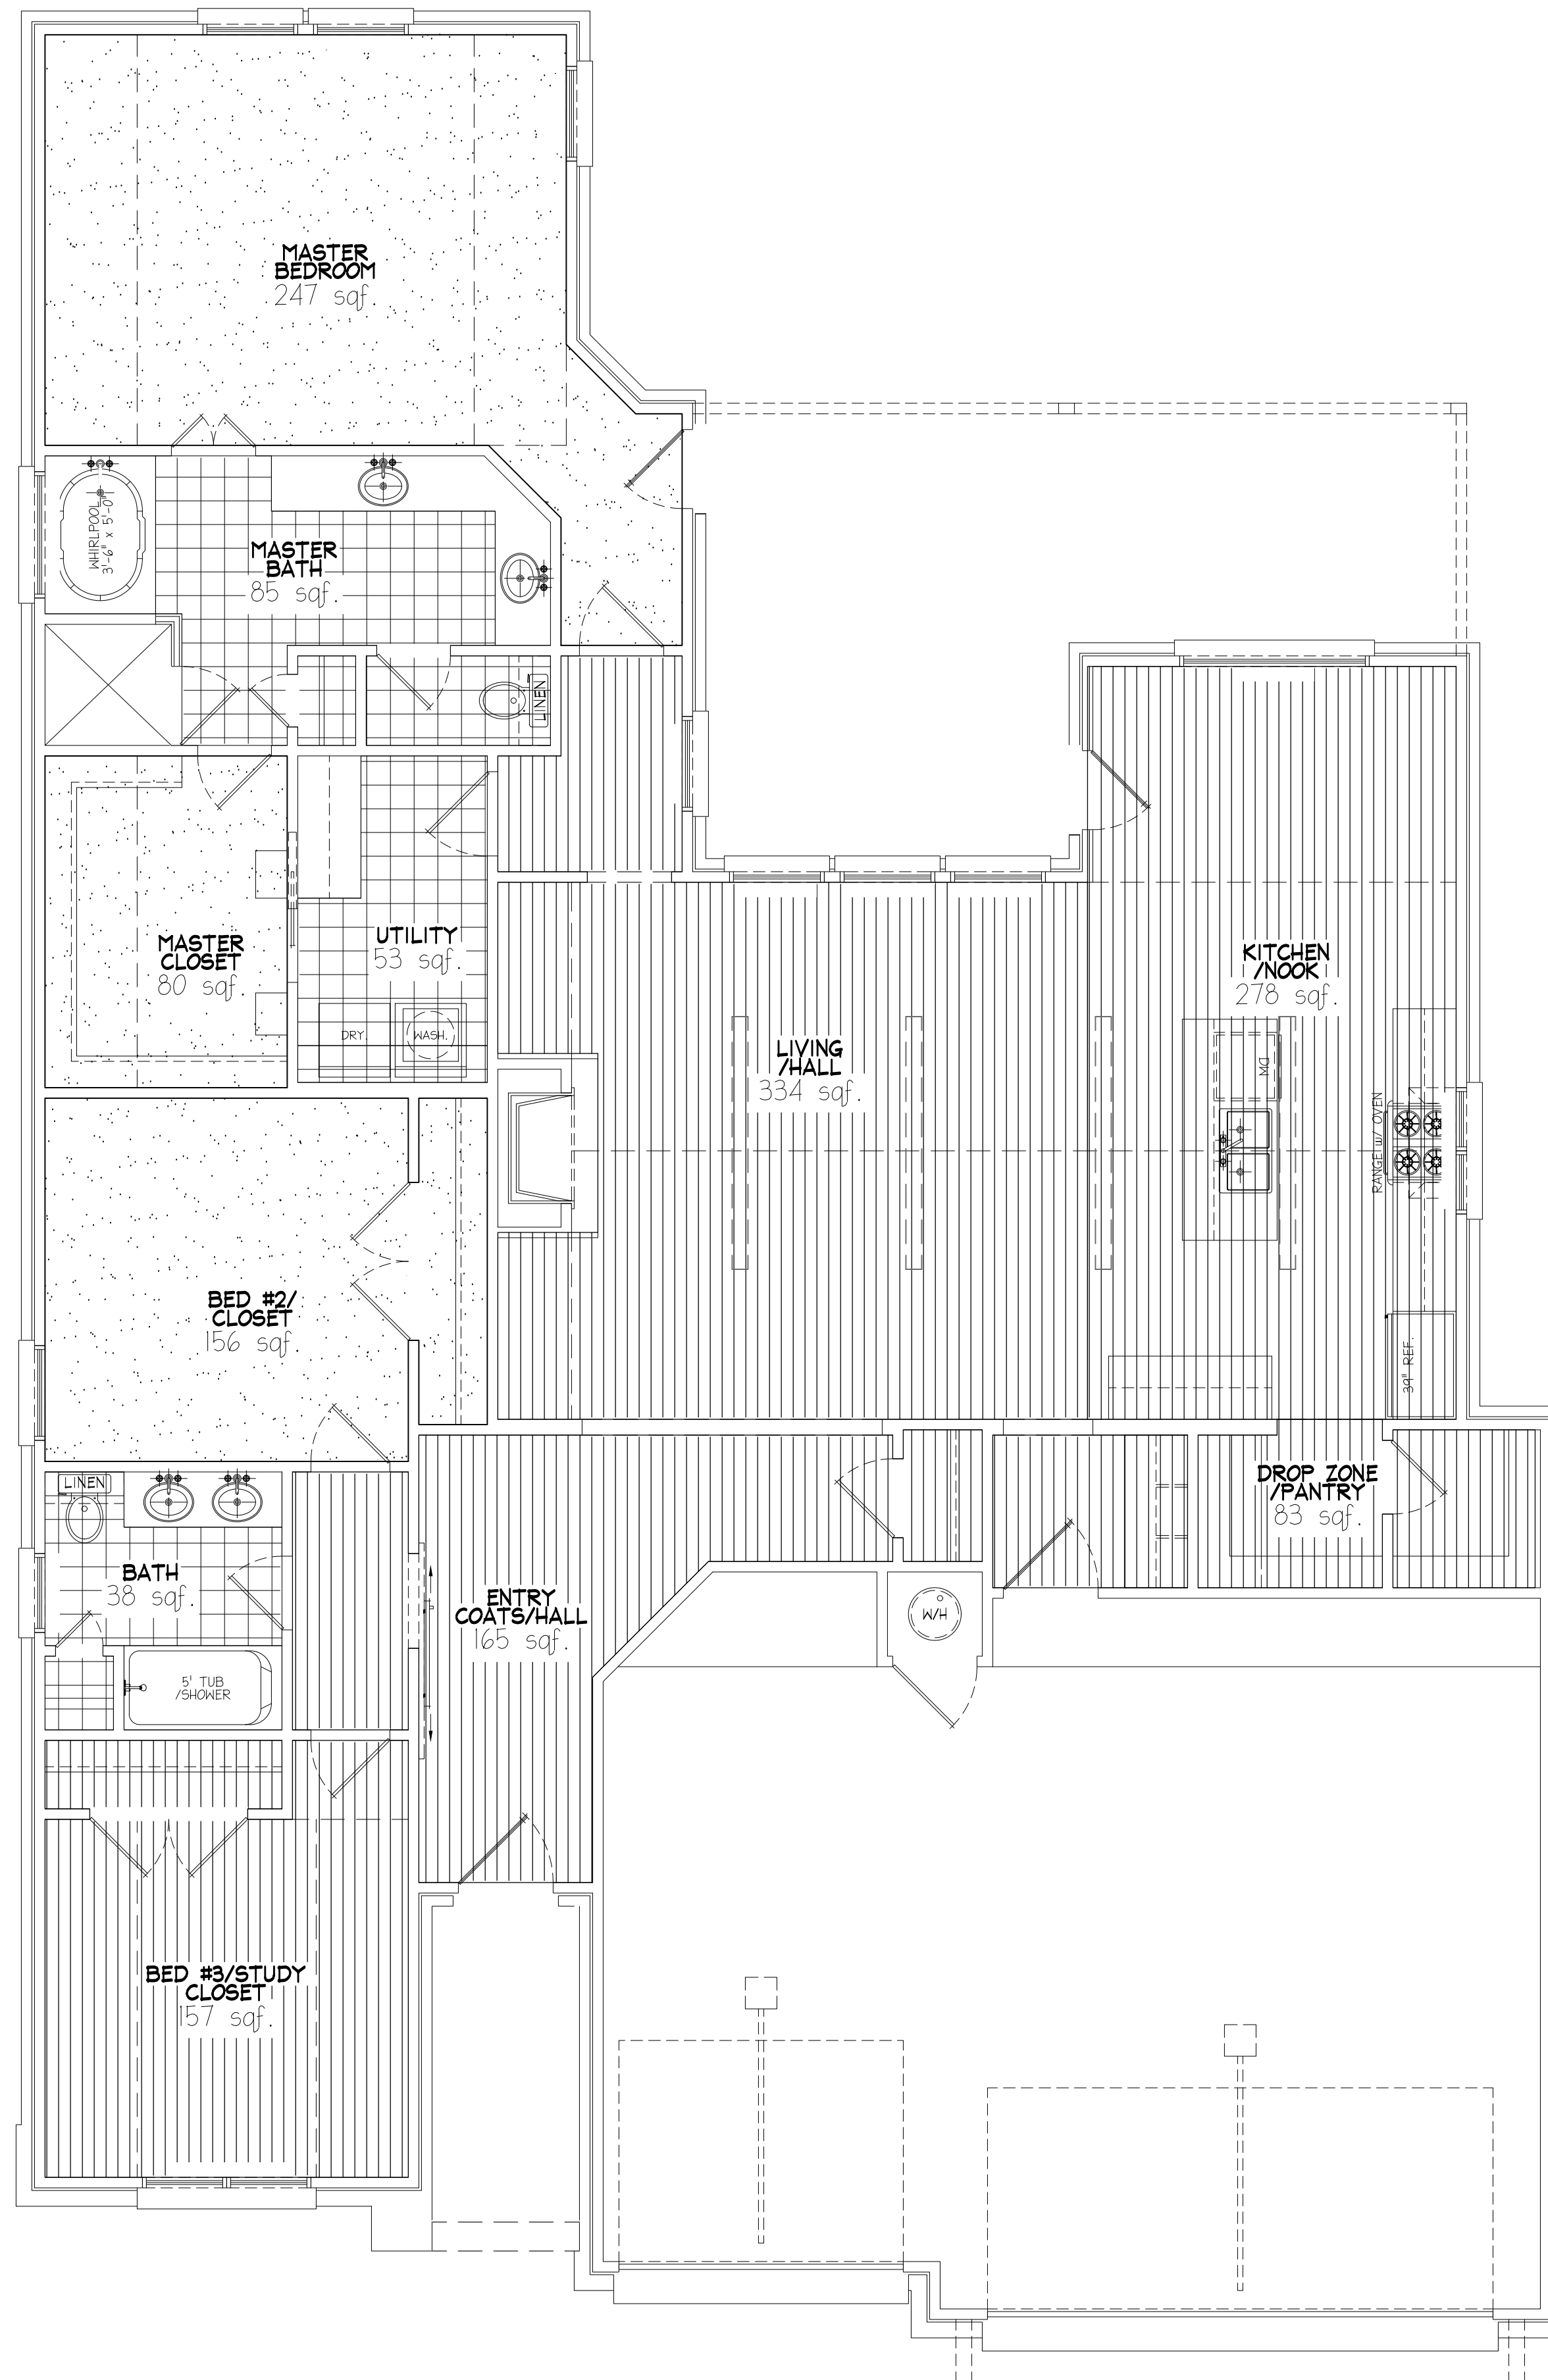 MASTER
BEDROOM
247 sqf.
WHIRLPOOL
3'-6" x 5'-0"
MASTER
BATH
85 sqf.
LINEN
MASTER
CLOSET
80 sqf.
UTILITY
53 sqf.
DRY.
WASH.
KITCHEN
/NOOK
278 sqf.
LIVING
/HALL
334 sqf.
DW
RANGE w/ OVEN
39" REF.
BED #2/
CLOSET
156 sqf.
LINEN
BATH
38 sqf.
5' TUB
/SHOWER
ENTRY
COATS/HALL
165 sqf.
W/H
DROP ZONE
/PANTRY
83 sqf.
BED #3/STUDY
CLOSET
157 sqf.